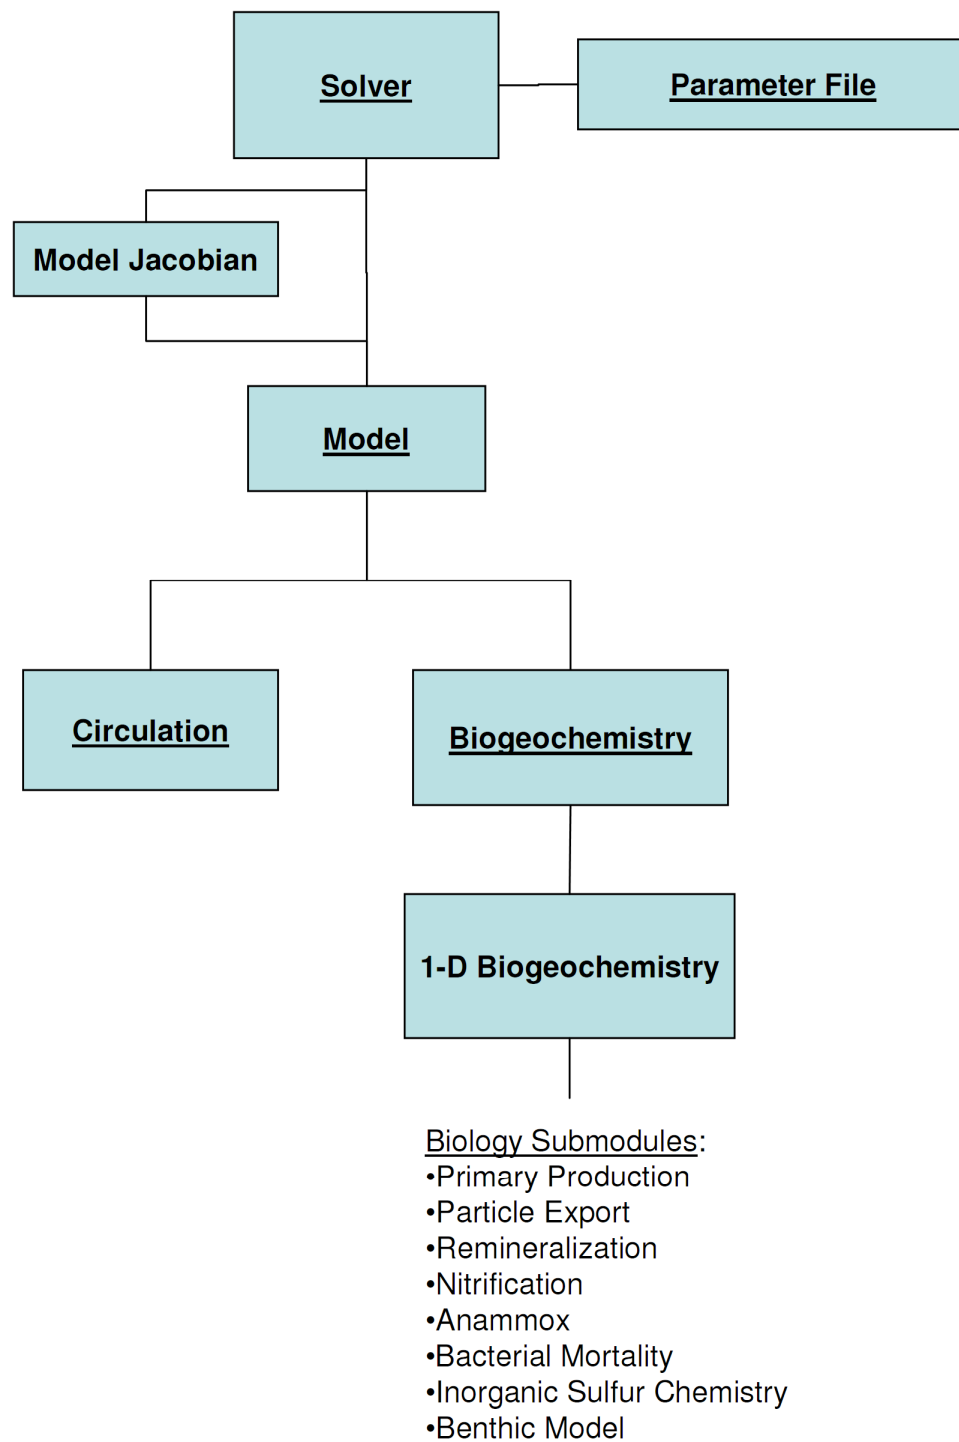 Solver
Parameter File
Model Jacobian
Model
Circulation
Biogeochemistry
1-D Biogeochemistry
Biology Submodules:
•Primary Production
•Particle Export
•Remineralization
•Nitrification
•Anammox
•Bacterial Mortality
•Inorganic Sulfur Chemistry
•Benthic Model